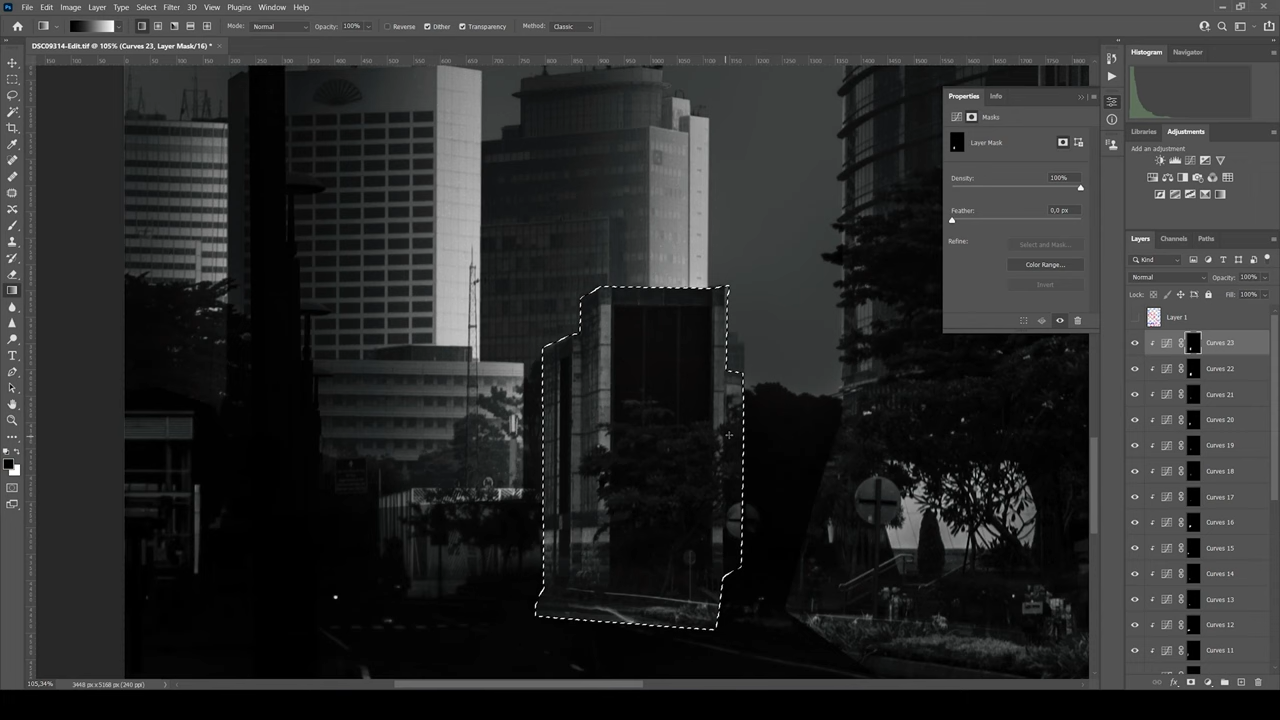 File Edit Image Layer Type Select Filter 3D View Plugins Window Help
Mode: Normal Opacity: 100% Reverse Dither Transparency Method: Classic
DSC09314-Edit.tif @ 105% (Curves 23, Layer Mask/16) *
Histogram Navigator
Properties Info
Masks
Layer Mask
Density: 100%
Feather: 0,0 px
Refine:
Select and Mask...
Color Range...
Invert
Libraries Adjustments
Add an adjustment
Layers Channels Paths
Kind
Normal Opacity: 100%
Lock: Fill: 100%
Layer 1
Curves 23
Curves 22
Curves 21
Curves 20
Curves 19
Curves 18
Curves 17
Curves 16
Curves 15
Curves 14
Curves 13
Curves 12
Curves 11
105,34% 3448 px x 5168 px (240 ppi)